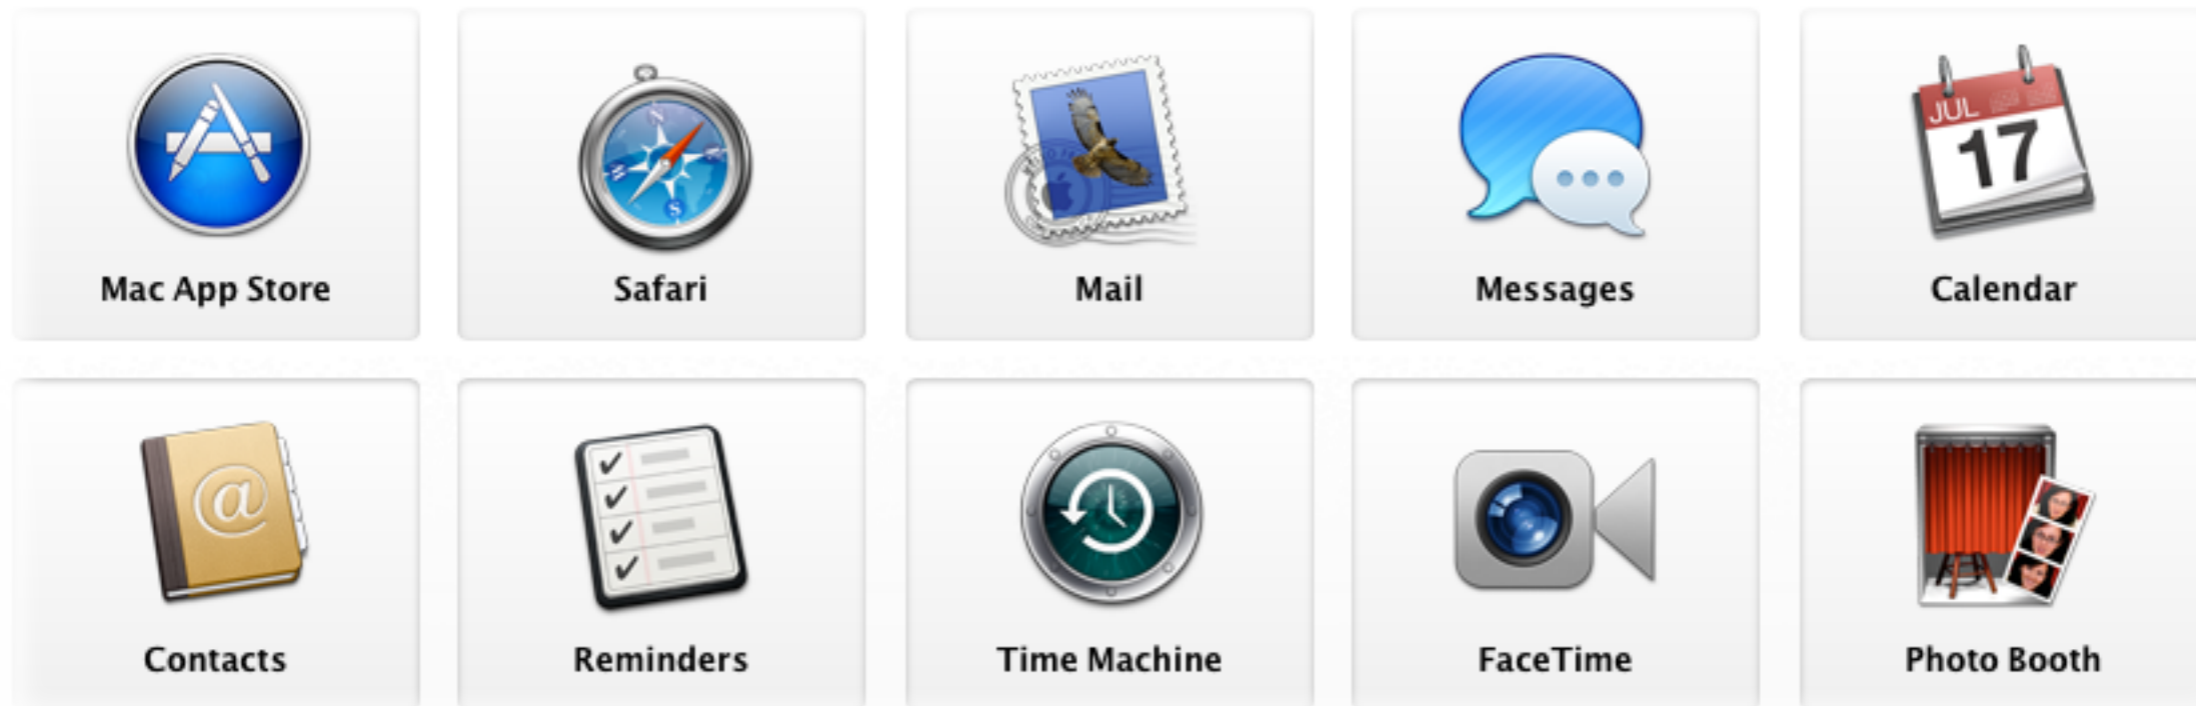 JUL
17
Mac App Store
Safari
Mail
Messages
Calendar
@
Contacts
Reminders
Time Machine
FaceTime
Photo Booth